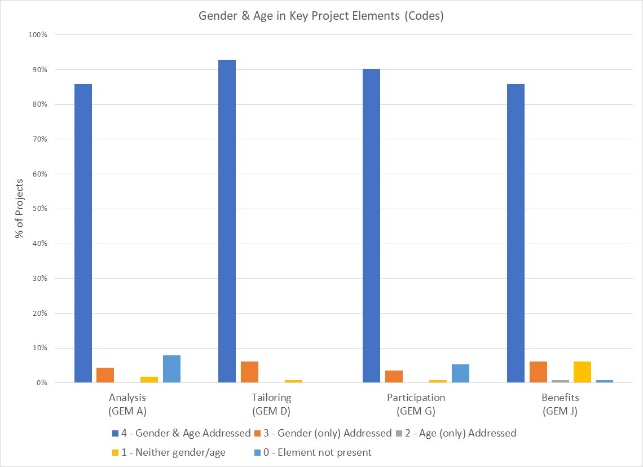 Gender & Age in Key Project Elements (Codes)
100%
90%
80%
70%
60%
50%
40%
30%
20%
10%
0%
% of Projects
Analysis
(GEM A)
Tailoring
(GEM D)
Participation
(GEM G)
Benefits
(GEM J)
4 - Gender & Age Addressed 3 - Gender (only) Addressed 2 - Age (only) Addressed
1 - Neither gender/age 0 - Element not present